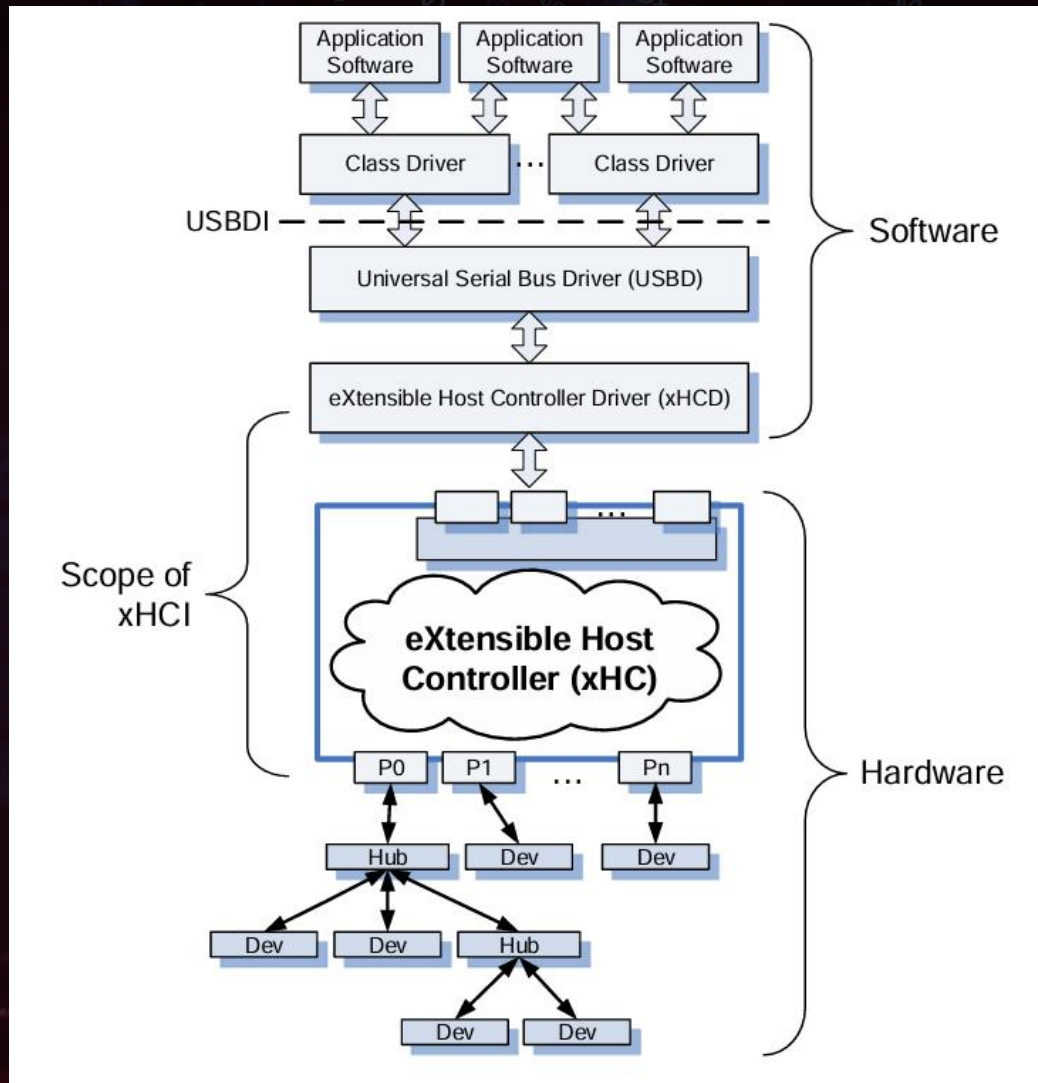 Application
Software
Application
Software
Application
Software
Class Driver
...
Class Driver
USBDI
Software
Universal Serial Bus Driver (USBD)
eXtensible Host Controller Driver (xHCD)
...
Scope of
xHCI
eXtensible Host
Controller (xHC)
P0
P1
...
Pn
Hardware
Hub
Dev
Dev
Dev
Dev
Hub
Dev
Dev